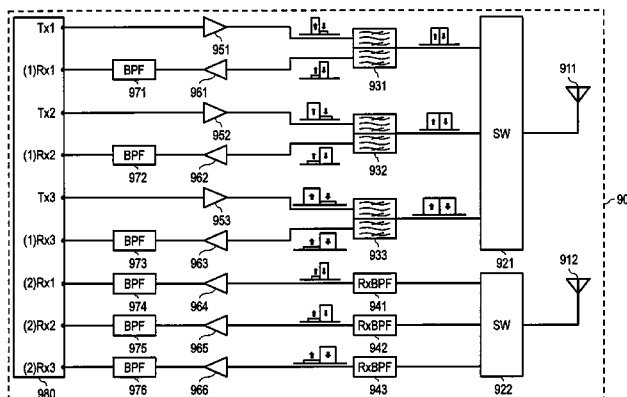 Tx1
951
911
(1)Rx1
BPF
971
961
931
Tx2
952
SW
(1)Rx2
BPF
972
962
932
Tx3
953
90
(1)Rx3
BPF
973
963
933
921
912
(2)Rx1
BPF
974
964
RxBPF
941
(2)Rx2
BPF
975
965
RxBPF
942
SW
(2)Rx3
BPF
976
966
RxBPF
943
922
980